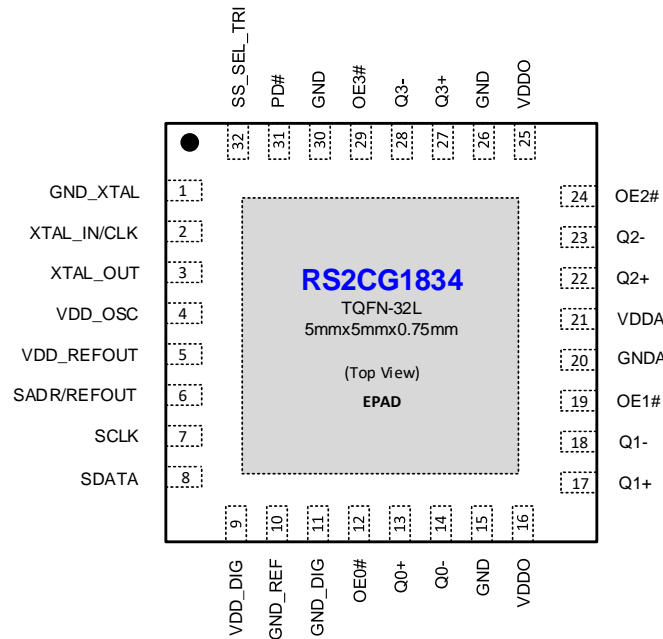 SS_SEL_TRI
PD#
GND
OE3#
Q3-
Q3+
GND
VDDO
32
31
30
29
28
27
26
25
GND_XTAL 1
XTAL_IN/CLK 2
XTAL_OUT 3
VDD_OSC 4
VDD_REFOUT 5
SADR/REFOUT 6
SCLK 7
SDATA 8
RS2CG1834
TQFN-32L
5mmx5mmx0.75mm
(Top View)
EPAD
24 OE2#
23 Q2-
22 Q2+
21 VDDA
20 GNDA
19 OE1#
18 Q1-
17 Q1+
9
10
11
12
13
14
15
16
VDD_DIG
GND_REF
GND_DIG
OE0#
Q0+
Q0-
GND
VDDO